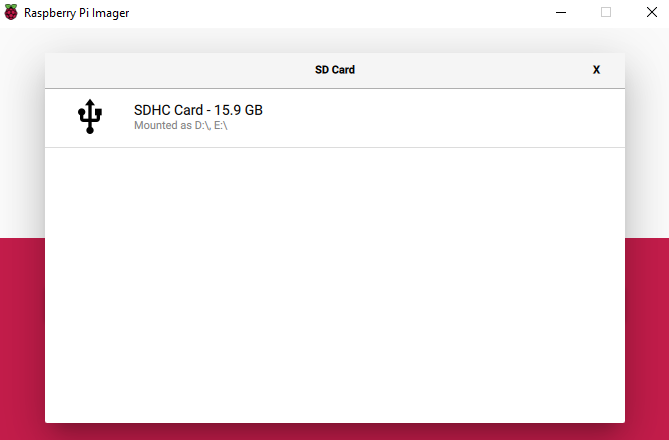 Raspberry Pi Imager
SD Card
X
SDHC Card - 15.9 GB
Mounted as D:\, E:\